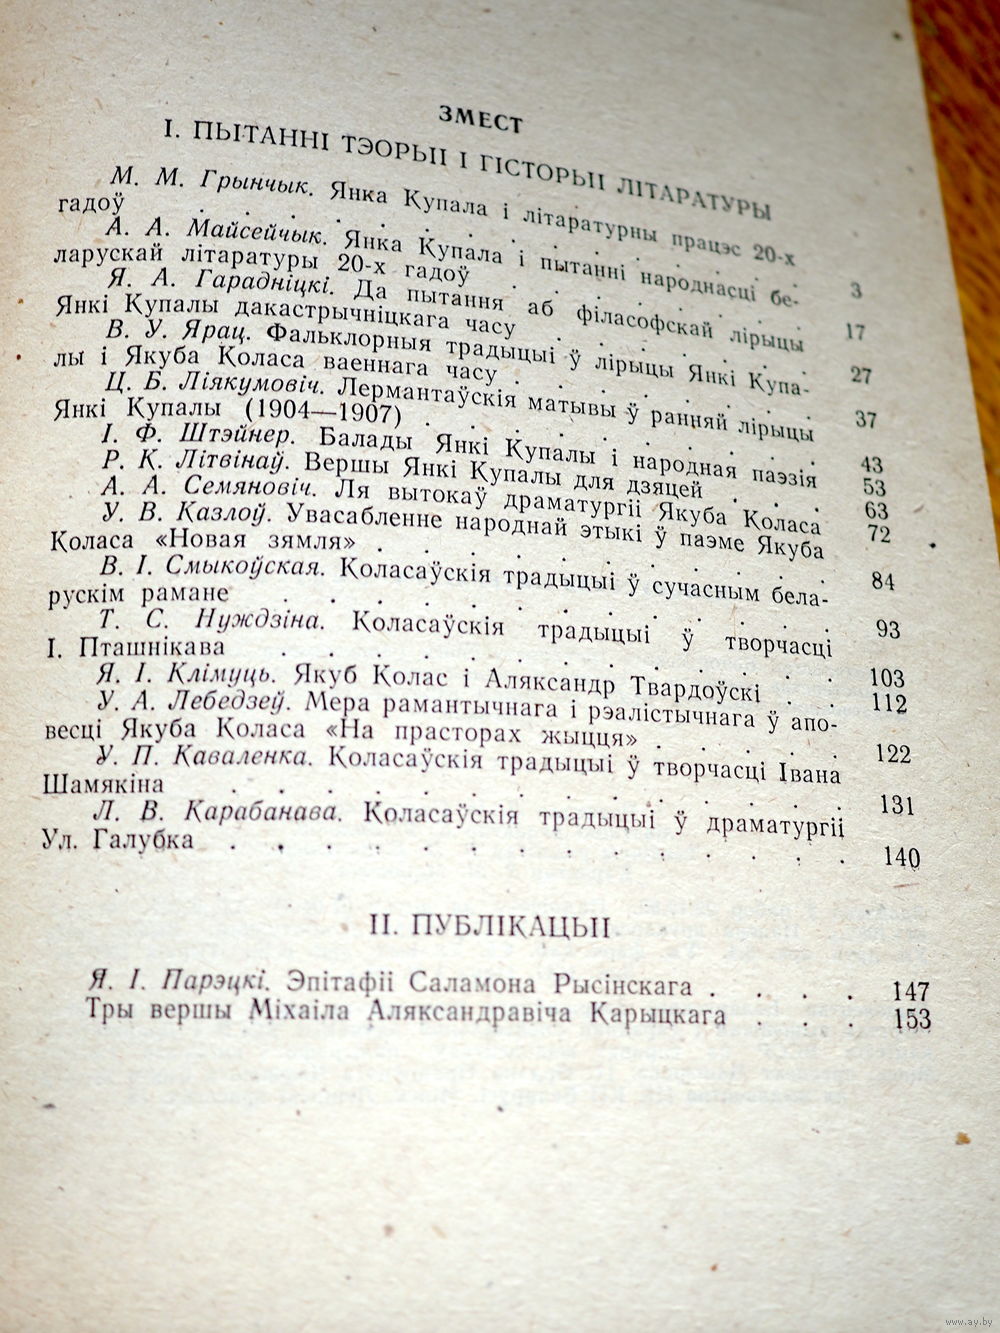 ЗМЕСТ
І. ПЫТАННІ ТЭОРЫІ І ГІСТОРЫІ ЛІТАРАТУРЫ
М. М. Грынчык. Янка Купала і літаратурны працэс 20-х
гадоў . . . . . . . . . . . 3
А. А. Майсейчык. Янка Купала і пытанні народнасці бе-
ларускай літаратуры 20-х гадоў . . . . . . 17
Я. А. Гарадніцкі. Да пытання аб філасофскай лірыцы
Янкі Купалы дакастрычніцкага часу . . . . . 27
В. У. Ярац. Фальклорныя традыцыі ў лірыцы Янкі Купа-
лы і Якуба Коласа ваеннага часу . . . . . . 37
Ц. Б. Ліякумовіч. Лермантаўскія матывы ў ранняй лірыцы
Янкі Купалы (1904—1907) . . . . . . . . 43
І. Ф. Штэйнер. Балады Янкі Купалы і народная паэзія 53
Р. К. Літвінаў. Вершы Янкі Купалы для дзяцей . . . 63
А. А. Семяновіч. Ля вытокаў драматургіі Якуба Коласа 72
У. В. Казлоў. Увасабленне народнай этыкі ў паэме Якуба
Коласа «Новая зямля» . . . . . . . . . 84
В. І. Смыкоўская. Коласаўскія традыцыі ў сучасным бела-
рускім рамане . . . . . . . . . . 93
Т. С. Нуждзіна. Коласаўскія традыцыі ў творчасці
І. Пташнікава . . . . . . . . . . 103
Я. І. Клімуць. Якуб Колас і Аляксандр Твардоўскі . . 112
У. А. Лебедзеў. Мера рамантычнага і рэалістычнага ў апо-
весці Якуба Коласа «На прасторах жыцця» . . . . 122
У. П. Каваленка. Коласаўскія традыцыі ў творчасці Івана
Шамякіна . . . . . . . . . . . 131
Л. В. Карабанава. Коласаўскія традыцыі ў драматургіі
Ул. Галубка . . . . . . . . . . . . . 140
ІІ. ПУБЛІКАЦЫІ
Я. І. Парэцкі. Эпітафіі Саламона Рысінскага . . . . 147
Тры вершы Міхаіла Аляксандравіча Карыцкага . . . 153
www.ay.by